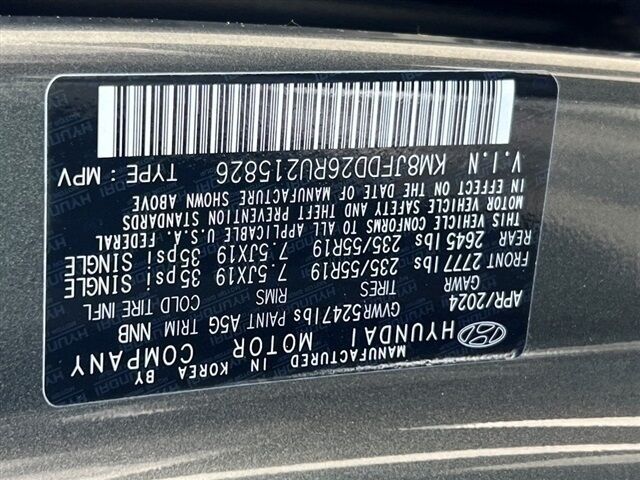 MANUFACTURED IN KOREA BY
HYUNDAI MOTOR COMPANY
APR/2024 GVWR5247lbs PAINT A5G TRIM NNB
GAWR TIRES RIMS COLD TIRE INFL
FRONT 2777lbs 235/55R19 7.5JX19 35psi SINGLE
REAR 2645lbs 235/55R19 7.5JX19 35psi SINGLE
THIS VEHICLE CONFORMS TO ALL APPLICABLE U.S.A. FEDERAL
MOTOR VEHICLE SAFETY AND THEFT PREVENTION STANDARDS
IN EFFECT ON THE DATE OF MANUFACTURE SHOWN ABOVE
V.I.N KM8JFDD26RU215826 TYPE : MPV